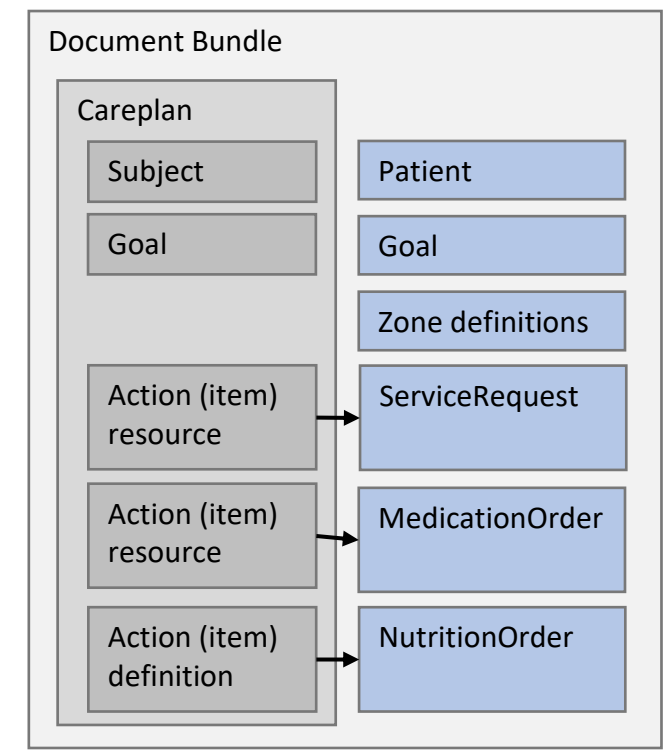 Document Bundle
Careplan
Subject
Patient
Goal
Goal
Zone definitions
Action (item)
resource
ServiceRequest
Action (item)
resource
MedicationOrder
Action (item)
definition
NutritionOrder